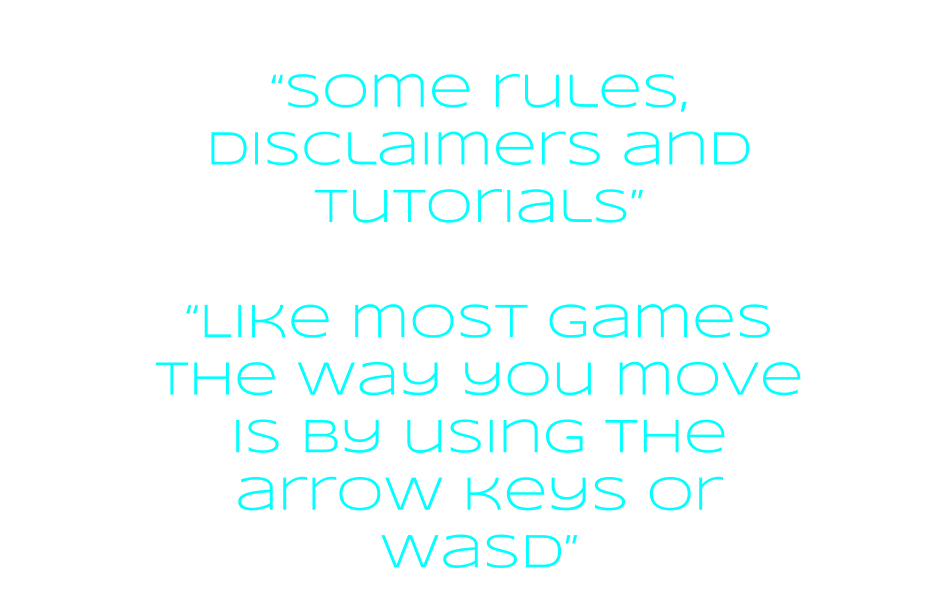 “Some rules,
Disclaimers and
Tutorials”
“Like most games
the way you move
is by using the
arrow keys or
wasd”